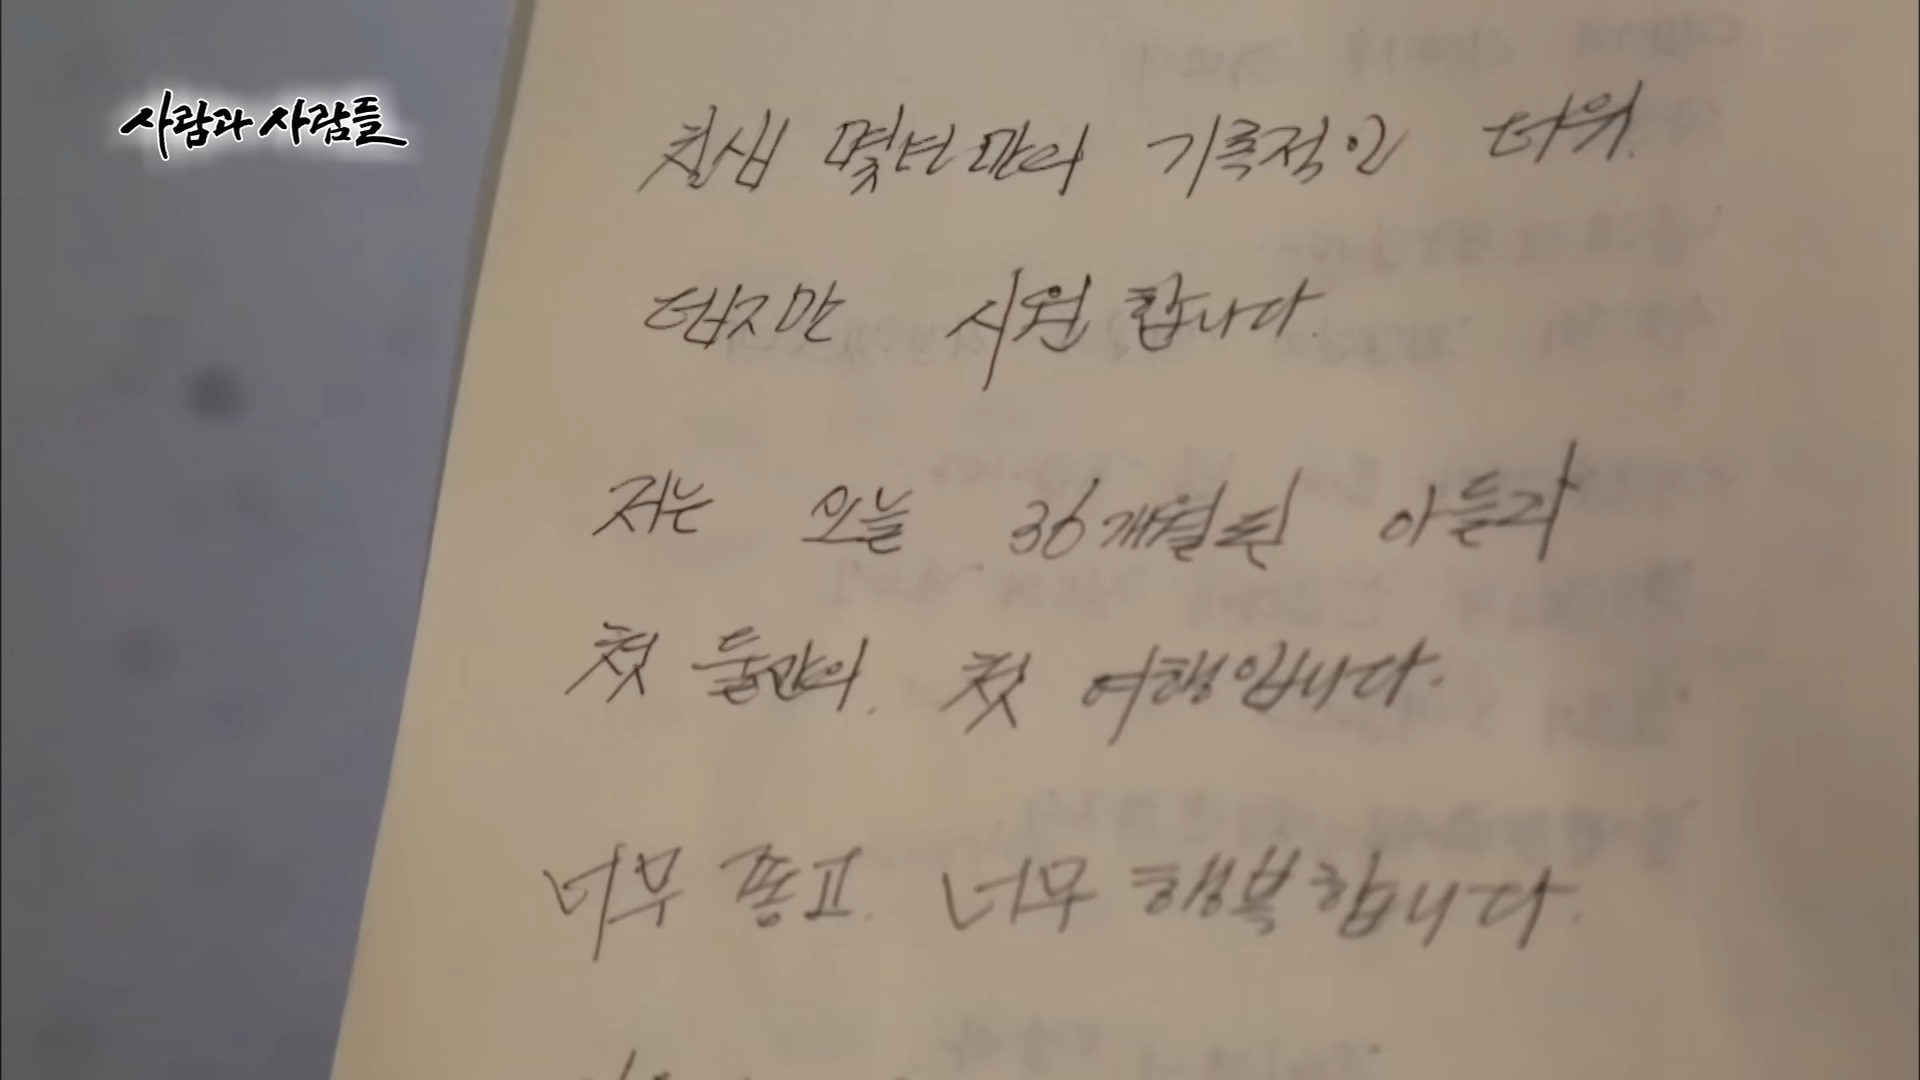 사람과 사람들
칠십 몇년만의 기록적인 더위.
덥지만 시원합니다.
저는 오늘 36개월된 아들과
첫 둘만의. 첫 여행입니다.
너무 좋고. 너무 행복합니다.